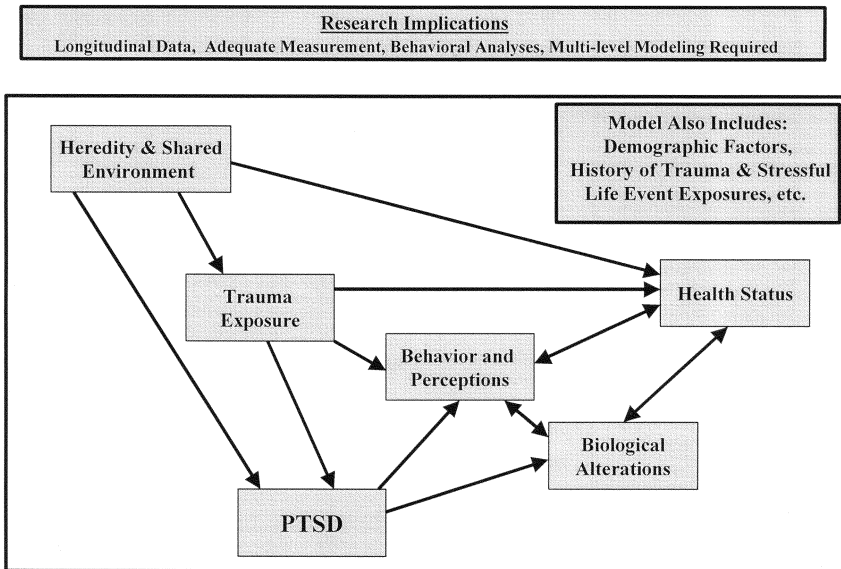 Research Implications
Longitudinal Data, Adequate Measurement, Behavioral Analyses, Multi-level Modeling Required
Model Also Includes:
Demographic Factors,
History of Trauma & Stressful
Life Event Exposures, etc.
Heredity & Shared
Environment
Trauma
Exposure
Health Status
Behavior and
Perceptions
Biological
Alterations
PTSD